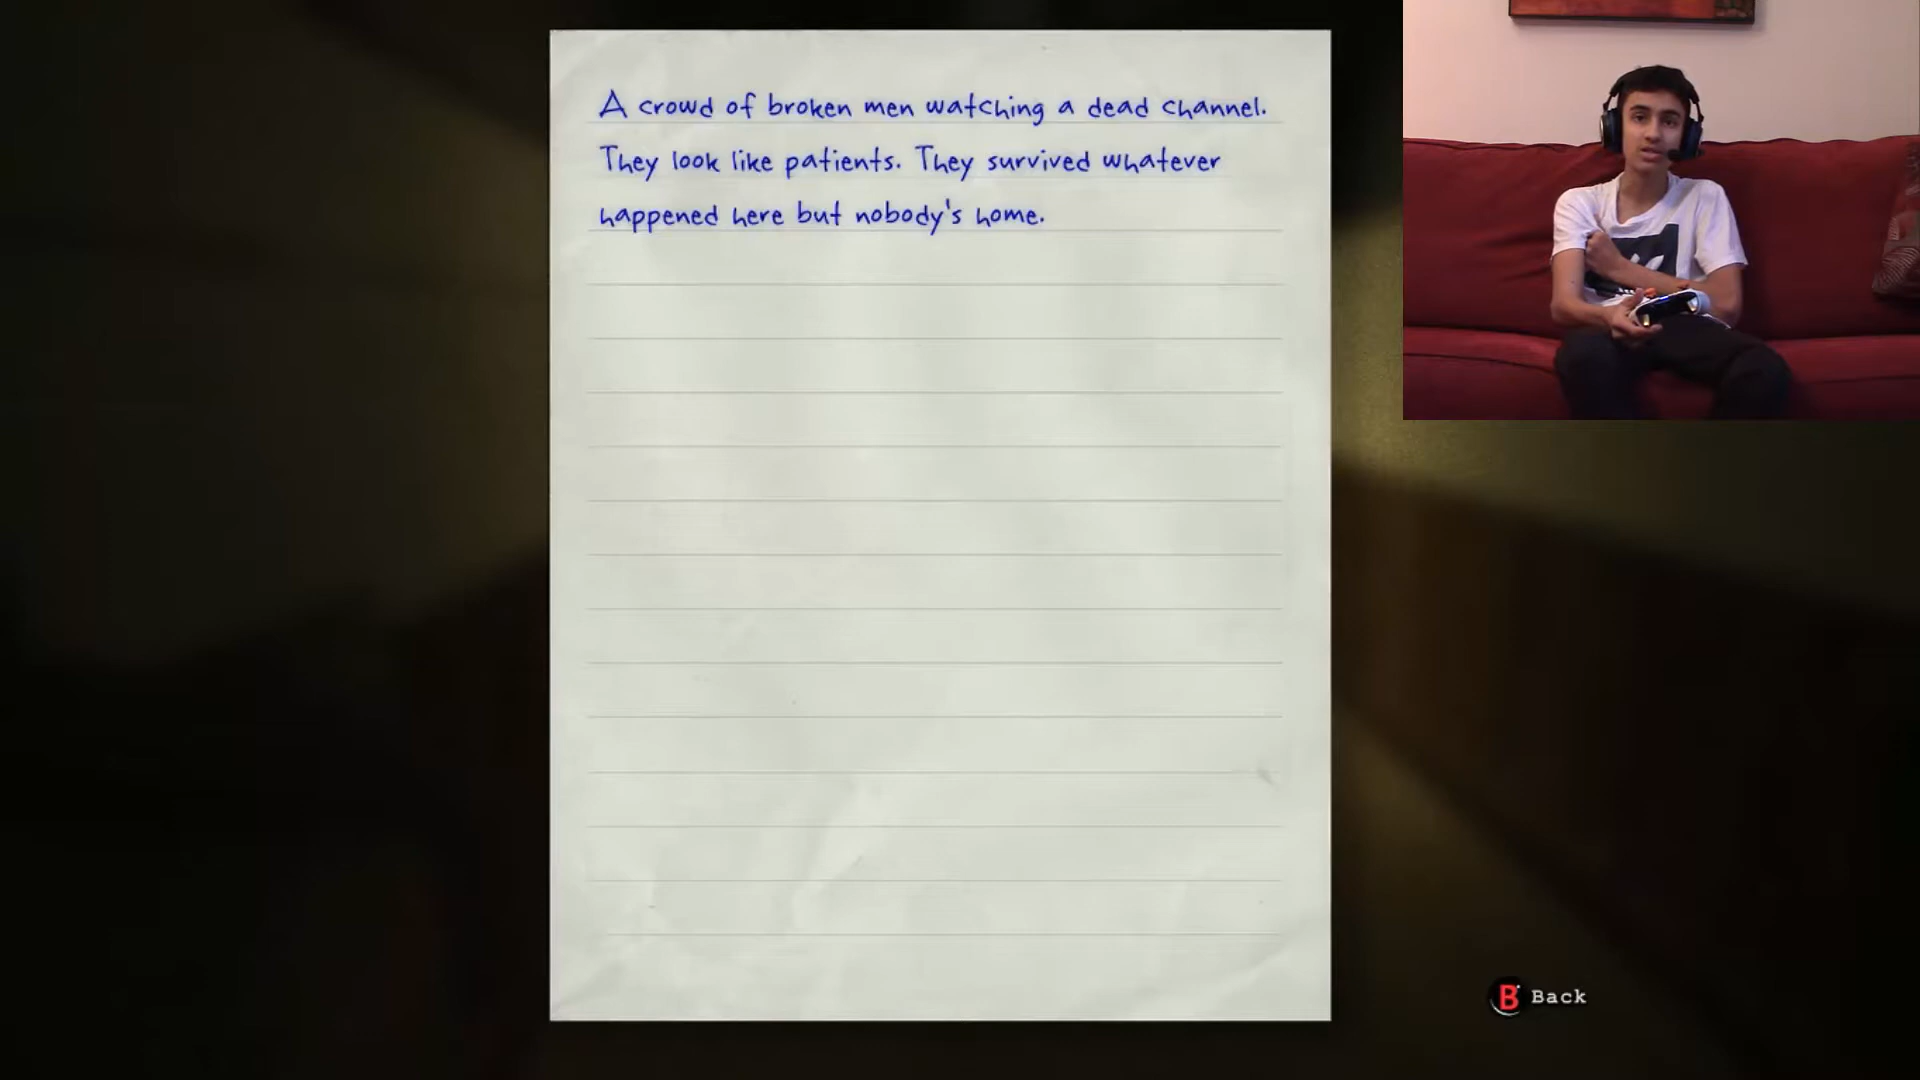 A crowd of broken men watching a dead channel.
They look like patients. They survived whatever
happened here but nobody's home.
B Back